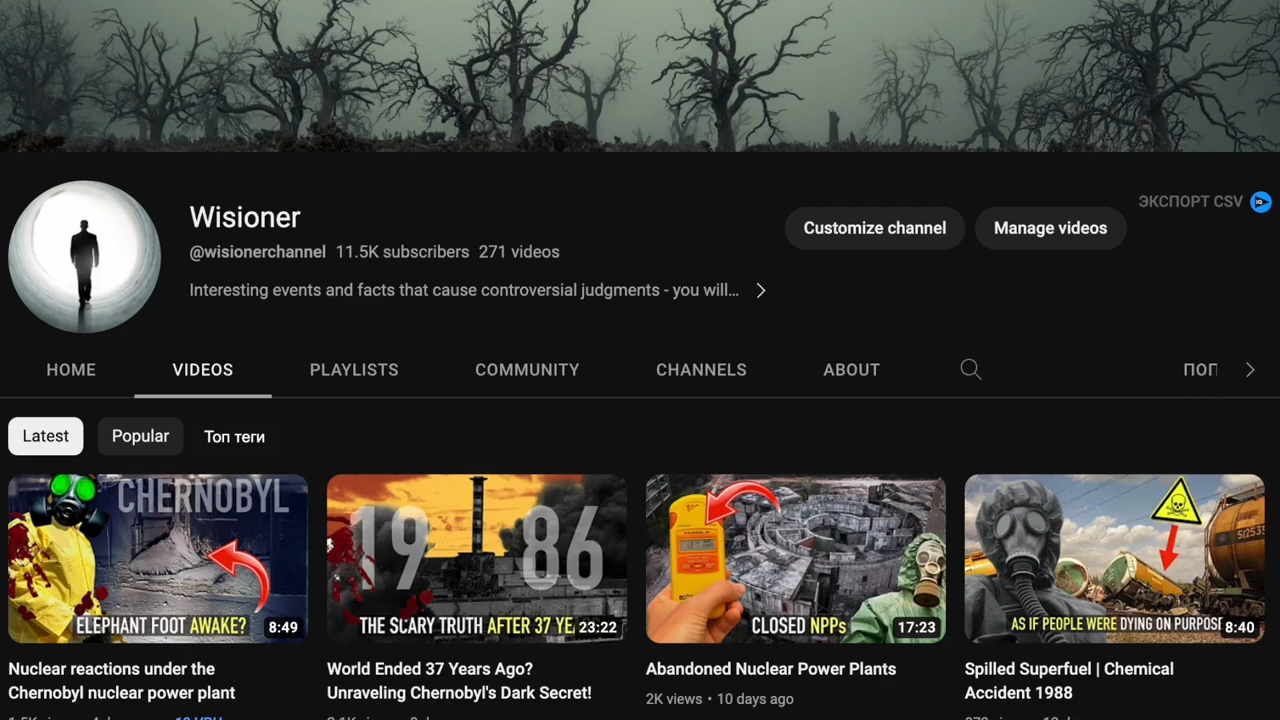 Wisioner
@wisionerchannel 11.5K subscribers 271 videos
Interesting events and facts that cause controversial judgments - you will...
Customize channel
Manage videos
ЭКСПОРТ CSV
HOME
VIDEOS
PLAYLISTS
COMMUNITY
CHANNELS
ABOUT
ПОП
Latest
Popular
Топ теги
CHERNOBYL
ELEPHANT FOOT AWAKE?
8:49
1986
THE SCARY TRUTH AFTER 37 YE
23:22
CLOSED NPPs
17:23
AS IF PEOPLE WERE DYING ON PURPOSE
8:40
Nuclear reactions under the
Chernobyl nuclear power plant
World Ended 37 Years Ago?
Unraveling Chernobyl's Dark Secret!
Abandoned Nuclear Power Plants
2K views • 10 days ago
Spilled Superfuel | Chemical
Accident 1988